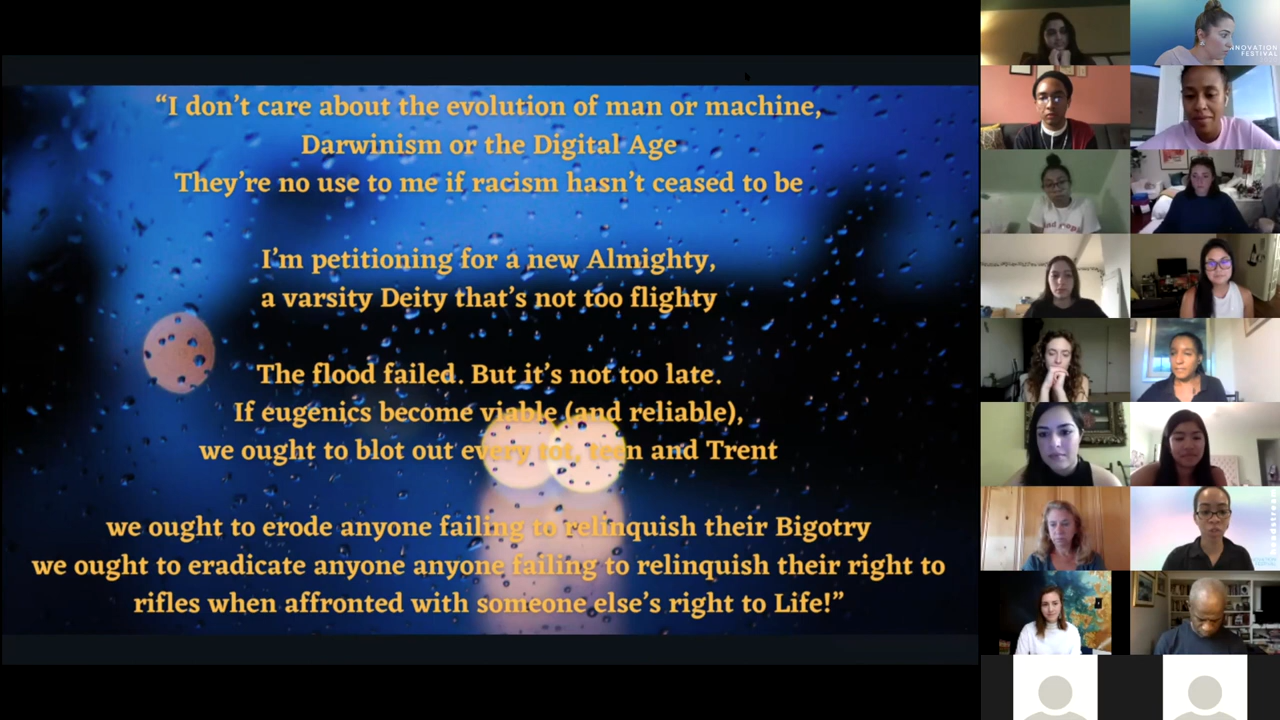 “I don’t care about the evolution of man or machine,
Darwinism or the Digital Age
They’re no use to me if racism hasn’t ceased to be
I’m petitioning for a new Almighty,
a varsity Deity that’s not too flighty
The flood failed. But it’s not too late.
If eugenics become viable (and reliable),
we ought to blot out every tot, teen and Trent
we ought to erode anyone failing to relinquish their Bigotry
we ought to eradicate anyone anyone failing to relinquish their right to
rifles when affronted with someone else’s right to Life!”
FESTIVAL